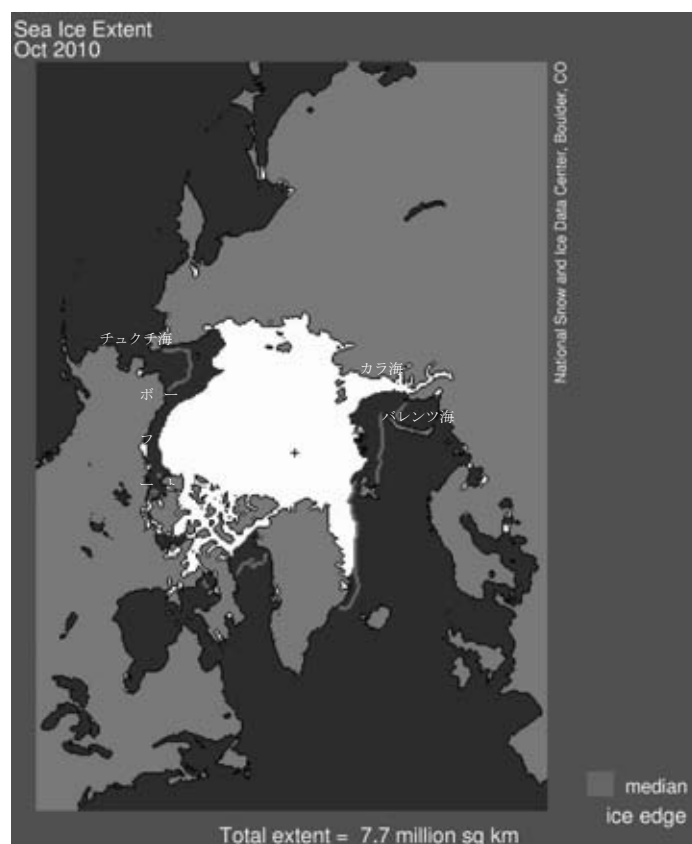 Sea Ice Extent
Oct 2010
National Snow and Ice Data Center, Boulder, CO
チュクチ海
カラ海
ボー
バレンツ海
フ
ー
median
ice edge
Total extent = 7.7 million sq km